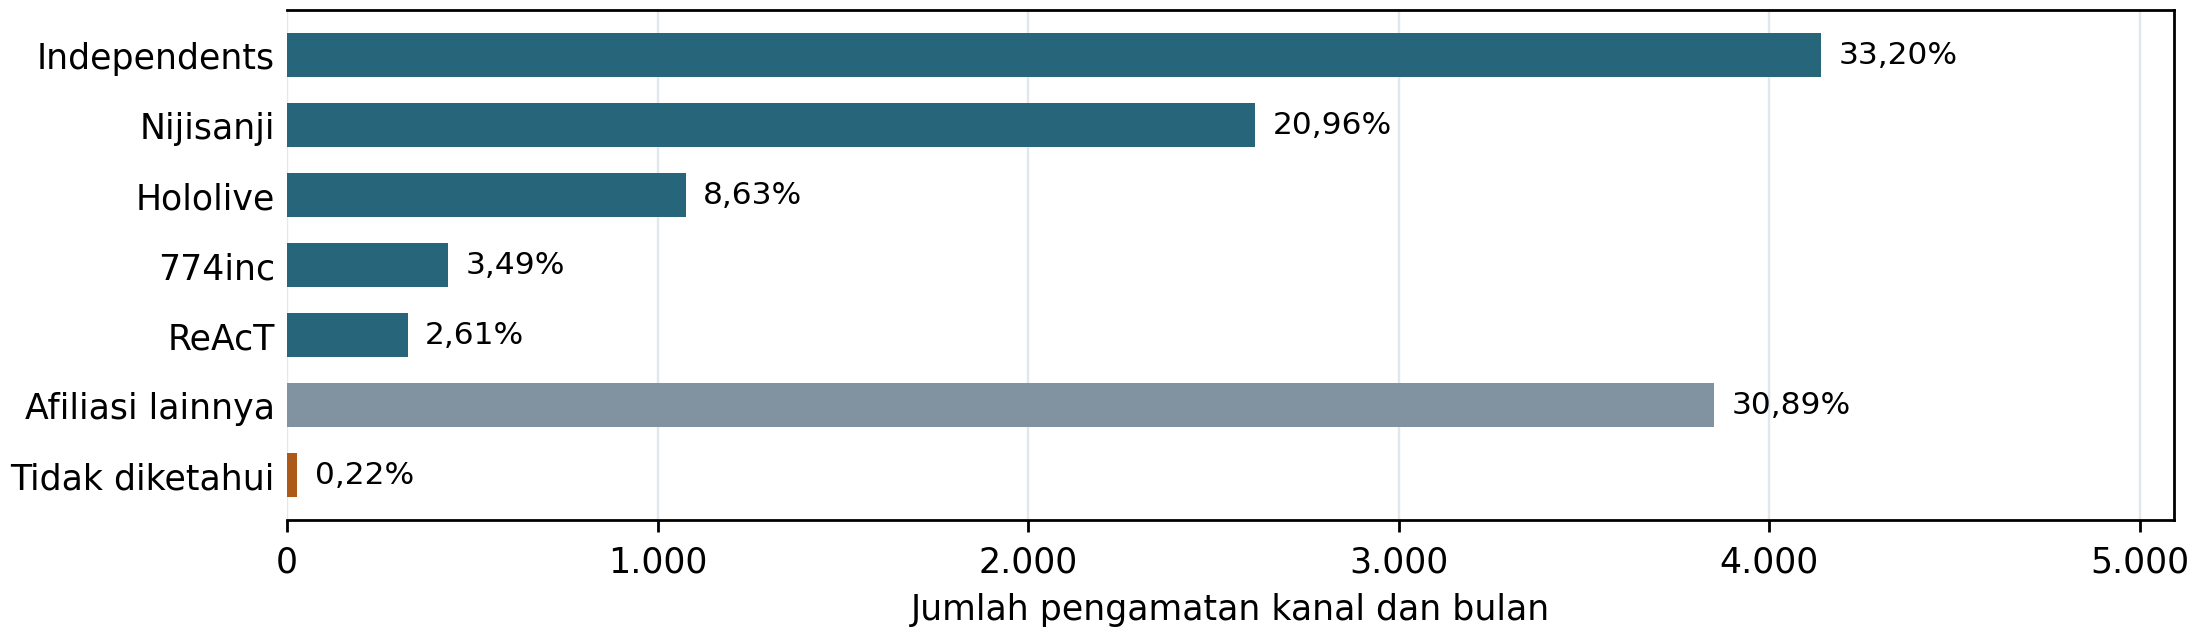 Independents 33,20%
Nijisanji 20,96%
Hololive 8,63%
774inc 3,49%
ReAcT 2,61%
Afiliasi lainnya 30,89%
Tidak diketahui 0,22%
0 1.000 2.000 3.000 4.000 5.000
Jumlah pengamatan kanal dan bulan